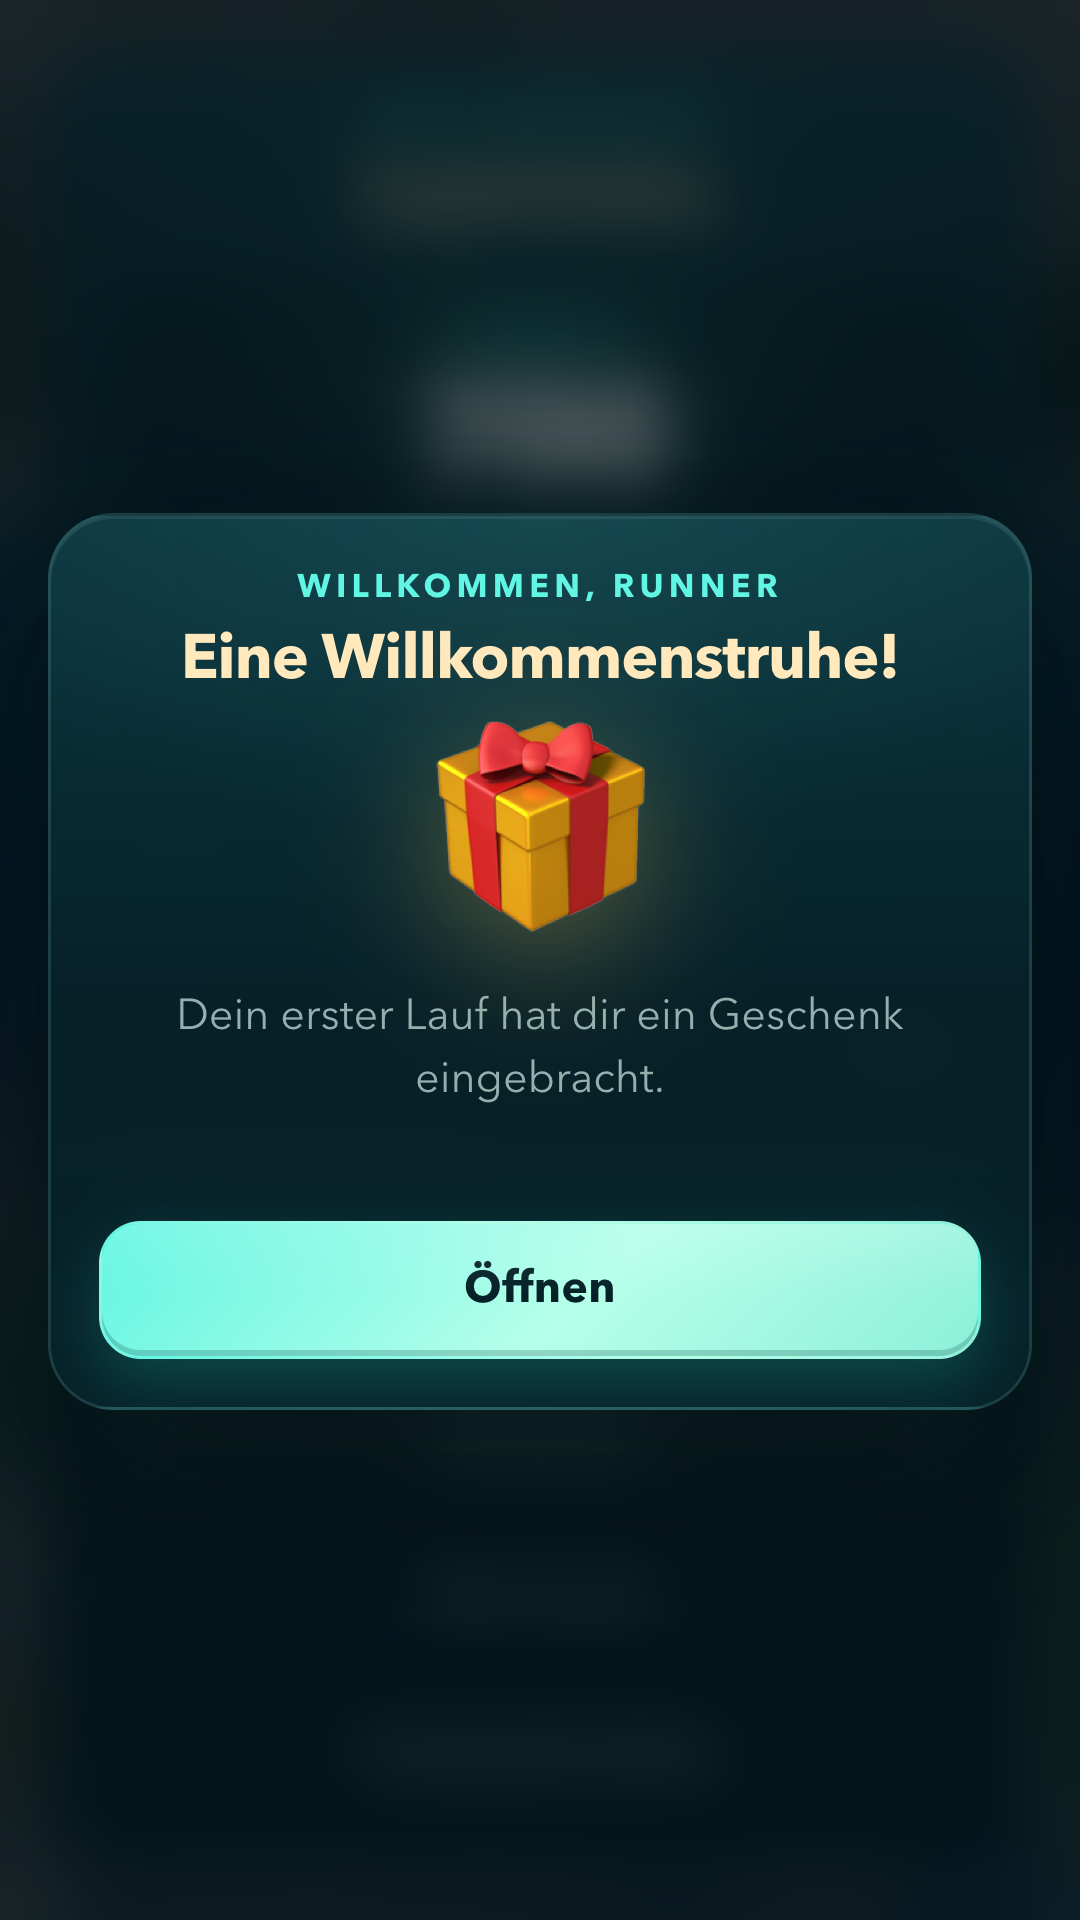 WILLKOMMEN, RUNNER
Eine Willkommenstruhe!
Dein erster Lauf hat dir ein Geschenk
eingebracht.
Öffnen